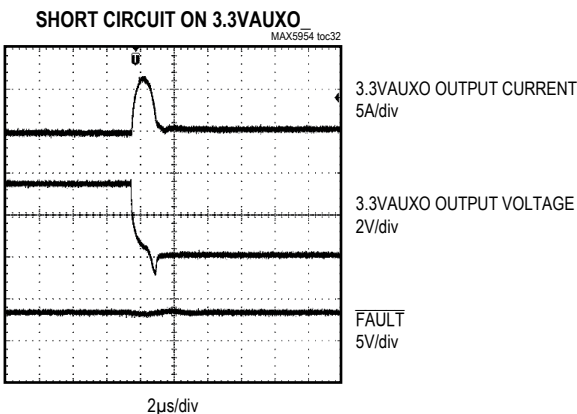 SHORT CIRCUIT ON 3.3VAUXO_
MAX5954 toc32
3.3VAUXO OUTPUT CURRENT
5A/div
3.3VAUXO OUTPUT VOLTAGE
2V/div
FAULT
5V/div
2µs/div